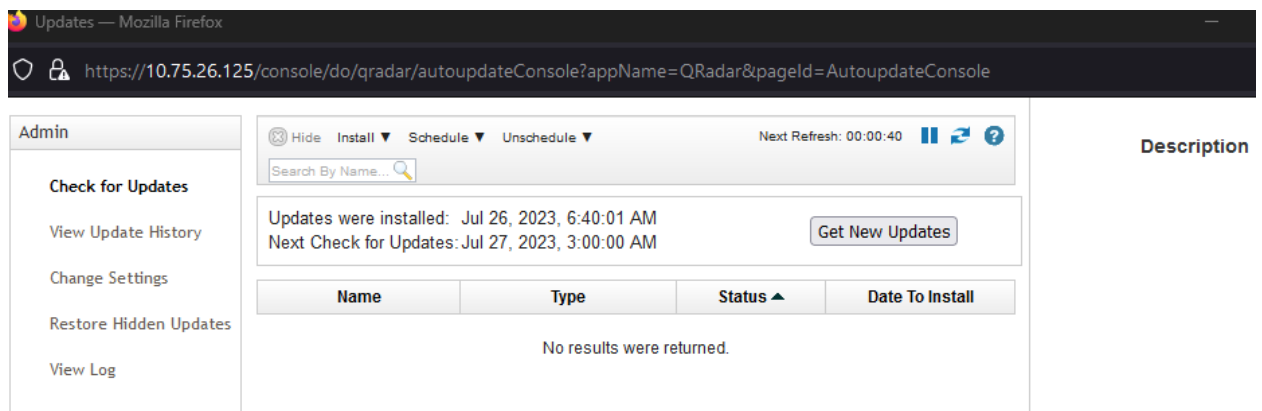 Updates — Mozilla Firefox
https://10.75.26.125/console/do/qradar/autoupdateConsole?appName=QRadar&pageId=AutoupdateConsole
Admin
Check for Updates
View Update History
Change Settings
Restore Hidden Updates
View Log
Hide Install ▼ Schedule ▼ Unschedule ▼ Next Refresh: 00:00:40
Search By Name...
Updates were installed: Jul 26, 2023, 6:40:01 AM
Next Check for Updates: Jul 27, 2023, 3:00:00 AM
Get New Updates
Name Type Status ▲ Date To Install
No results were returned.
Description